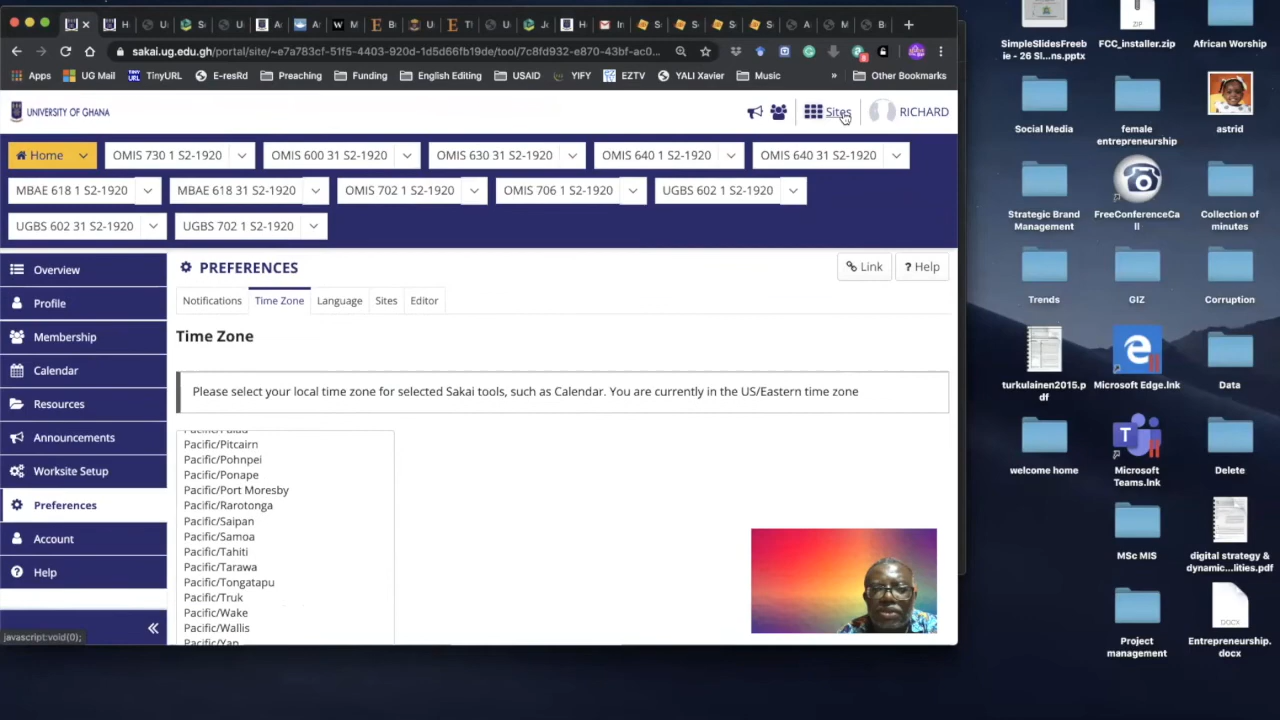 sakai.ug.edu.gh/portal/site/~e7a783cf-51f5-4403-920d-1d5d66fb19de/tool/7c8fd932-e870-43bf-ac0...
Apps UG Mail TinyURL E-resRd Preaching Funding English Editing USAID YIFY EZTV YALI Xavier Music » Other Bookmarks
UNIVERSITY OF GHANA Sites RICHARD
Home OMIS 730 1 S2-1920 OMIS 600 31 S2-1920 OMIS 630 31 S2-1920 OMIS 640 1 S2-1920 OMIS 640 31 S2-1920
MBAE 618 1 S2-1920 MBAE 618 31 S2-1920 OMIS 702 1 S2-1920 OMIS 706 1 S2-1920 UGBS 602 1 S2-1920
UGBS 602 31 S2-1920 UGBS 702 1 S2-1920
Overview
Profile
Membership
Calendar
Resources
Announcements
Worksite Setup
Preferences
Account
Help
javascript:void(0);
PREFERENCES Link ? Help
Notifications Time Zone Language Sites Editor
Time Zone
Please select your local time zone for selected Sakai tools, such as Calendar. You are currently in the US/Eastern time zone
Pacific/Pitcairn
Pacific/Pohnpei
Pacific/Ponape
Pacific/Port Moresby
Pacific/Rarotonga
Pacific/Saipan
Pacific/Samoa
Pacific/Tahiti
Pacific/Tarawa
Pacific/Tongatapu
Pacific/Truk
Pacific/Wake
Pacific/Wallis
Pacific/Yap
SimpleSlidesFreeb
ie - 26 Sl...ns.pptx
ZIP
FCC_installer.zip
African Worship
Social Media
female
entrepreneurship
astrid
Strategic Brand
Management
FreeConferenceCa
ll
Collection of
minutes
Trends
GIZ
Corruption
turkulainen2015.p
df
Microsoft Edge.lnk
Data
welcome home
Microsoft
Teams.lnk
Delete
MSc MIS
digital strategy &
dynamic...lities.pdf
Project
management
DOCX
Entrepreneurship.
docx